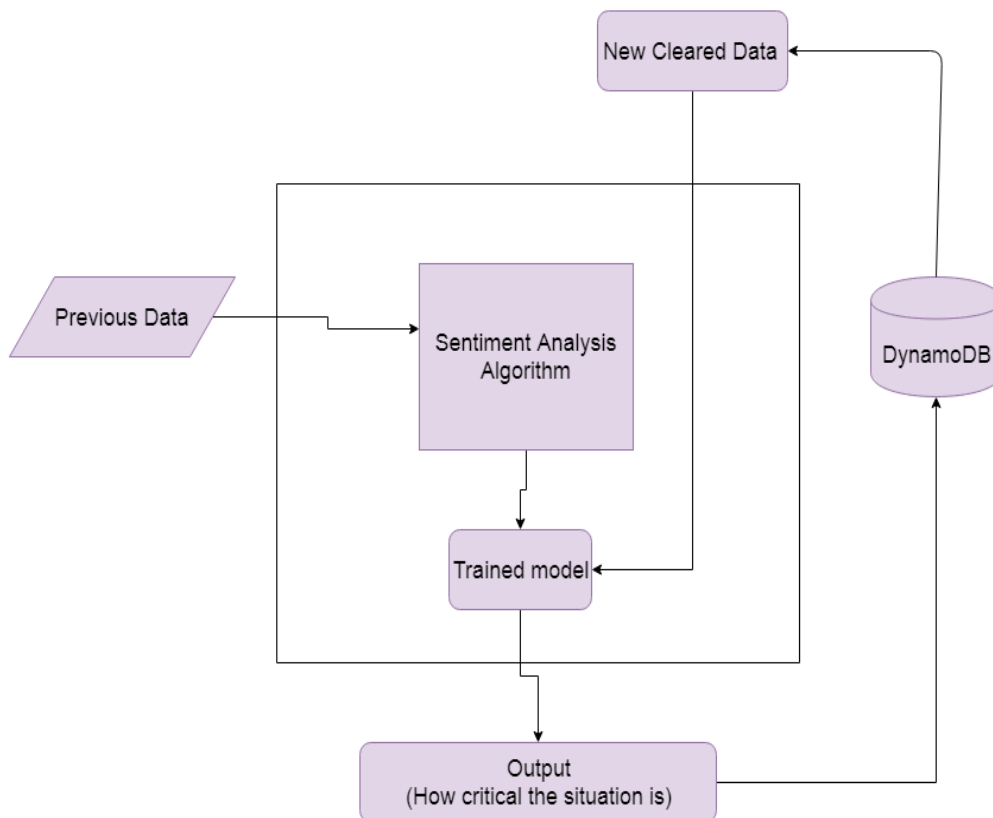 New Cleared Data
Previous Data
Sentiment Analysis
Algorithm
DynamoDB
Trained model
Output
(How critical the situation is)